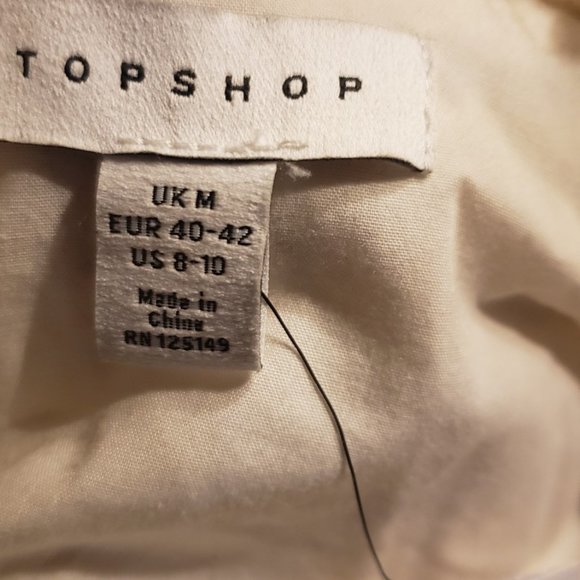 TOPSHOP
UK M
EUR 40-42
US 8-10
Made in
China
RN 125149